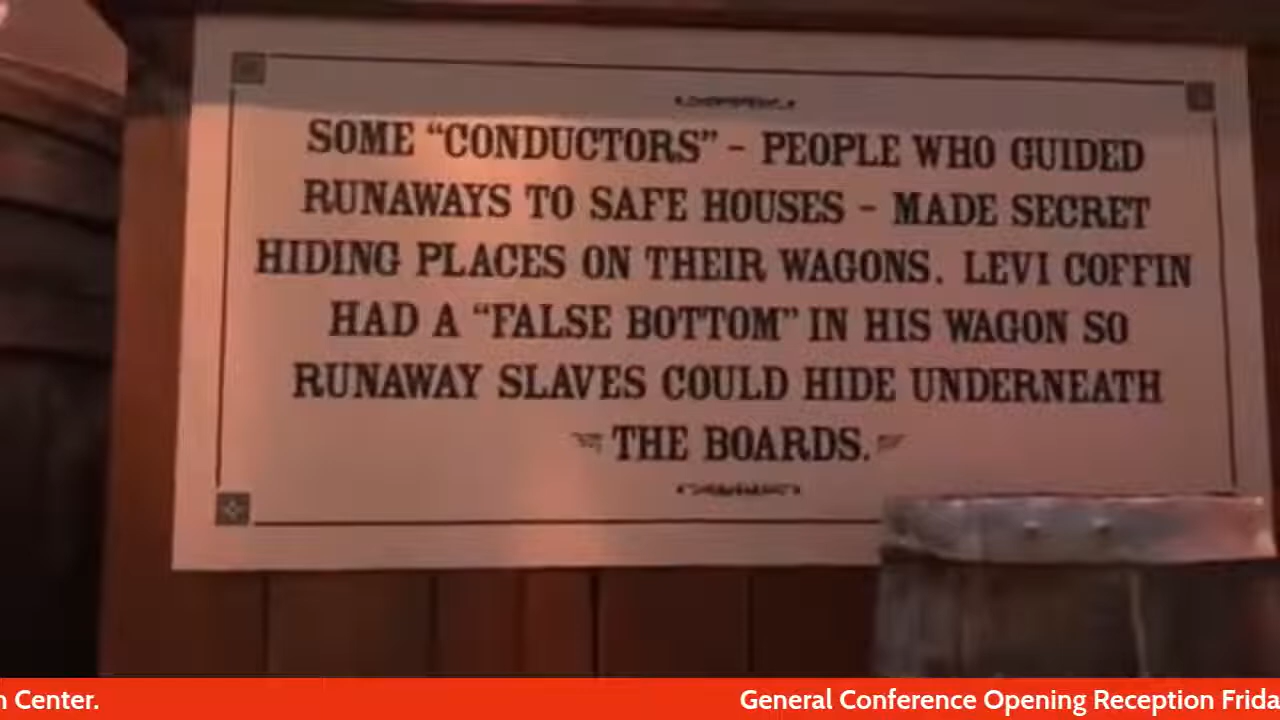 SOME “CONDUCTORS” – PEOPLE WHO GUIDED
RUNAWAYS TO SAFE HOUSES – MADE SECRET
HIDING PLACES ON THEIR WAGONS. LEVI COFFIN
HAD A “FALSE BOTTOM” IN HIS WAGON SO
RUNAWAY SLAVES COULD HIDE UNDERNEATH
THE BOARDS.
Center. General Conference Opening Reception